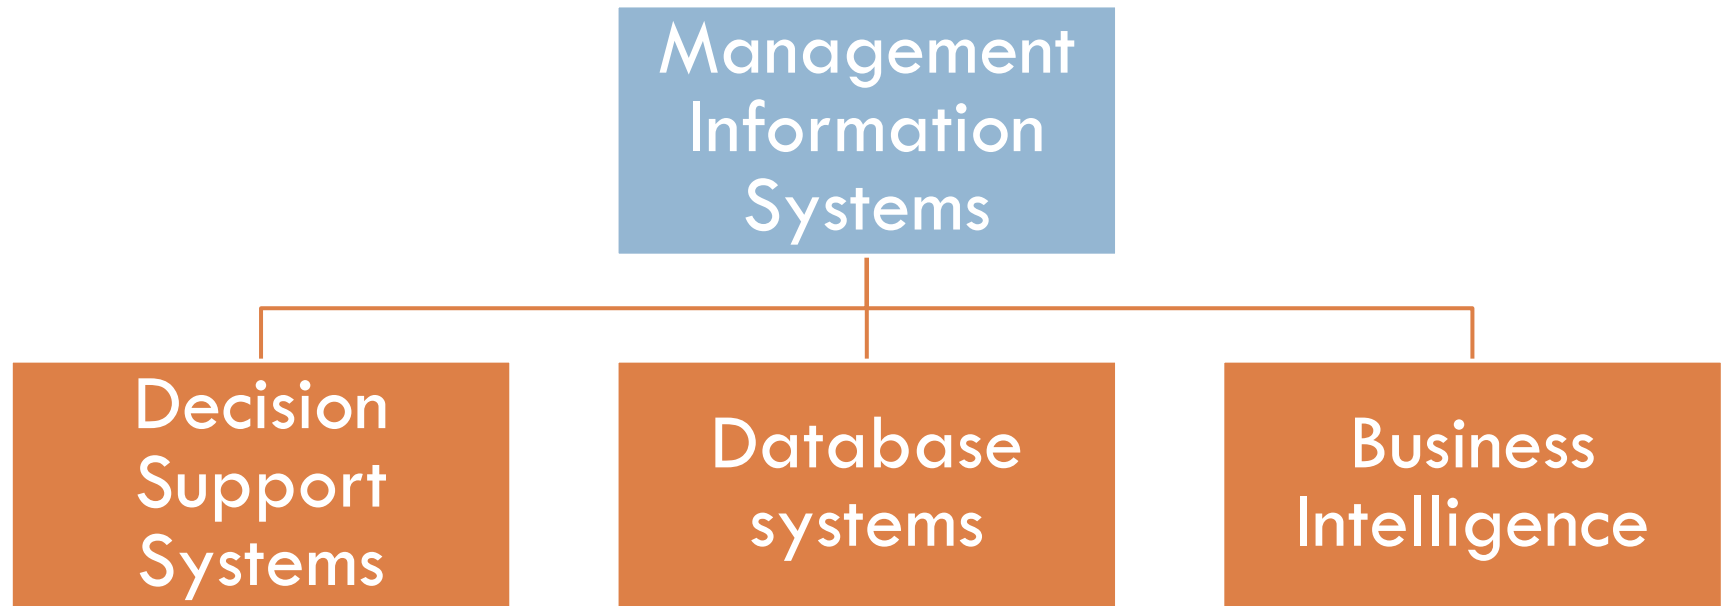 Management
Information
Systems
Decision
Support
Systems
Database
systems
Business
Intelligence